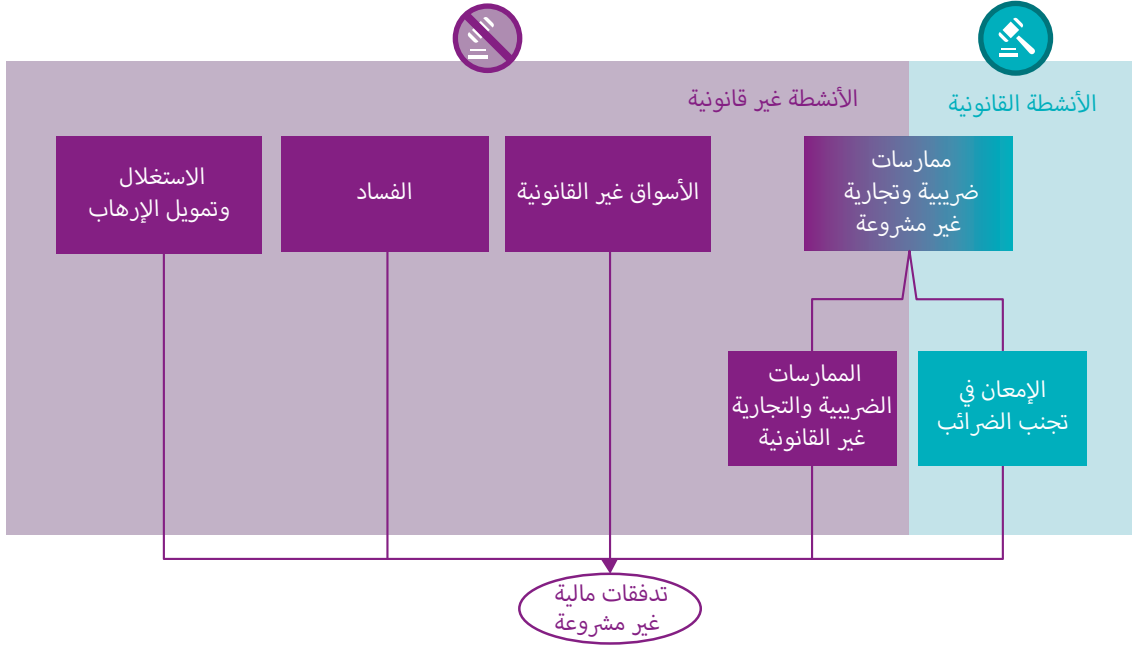 الأنشطة القانونية
الأنشطة غير قانونية
ممارسات
ضريبية وتجارية
غير مشروعة
الأسواق غير القانونية
الفساد
الاستغلال
وتمويل الإرهاب
الإمعان في
تجنب الضرائب
الممارسات
الضريبية والتجارية
غير القانونية
تدفقات مالية
غير مشروعة